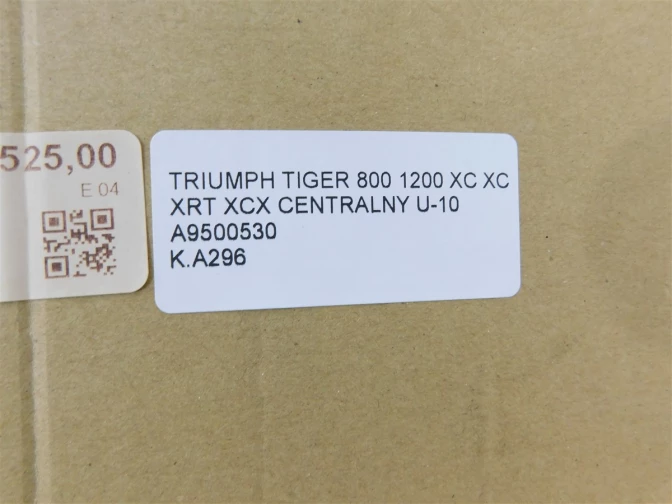 525,00
E 04
TRIUMPH TIGER 800 1200 XC XC
XRT XCX CENTRALNY U-10
A9500530
K.A296